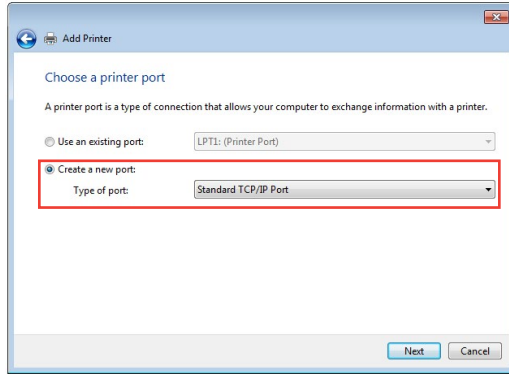 Add Printer
Choose a printer port
A printer port is a type of connection that allows your computer to exchange information with a printer.
Use an existing port: LPT1: (Printer Port)
Create a new port:
Type of port: Standard TCP/IP Port
Next Cancel